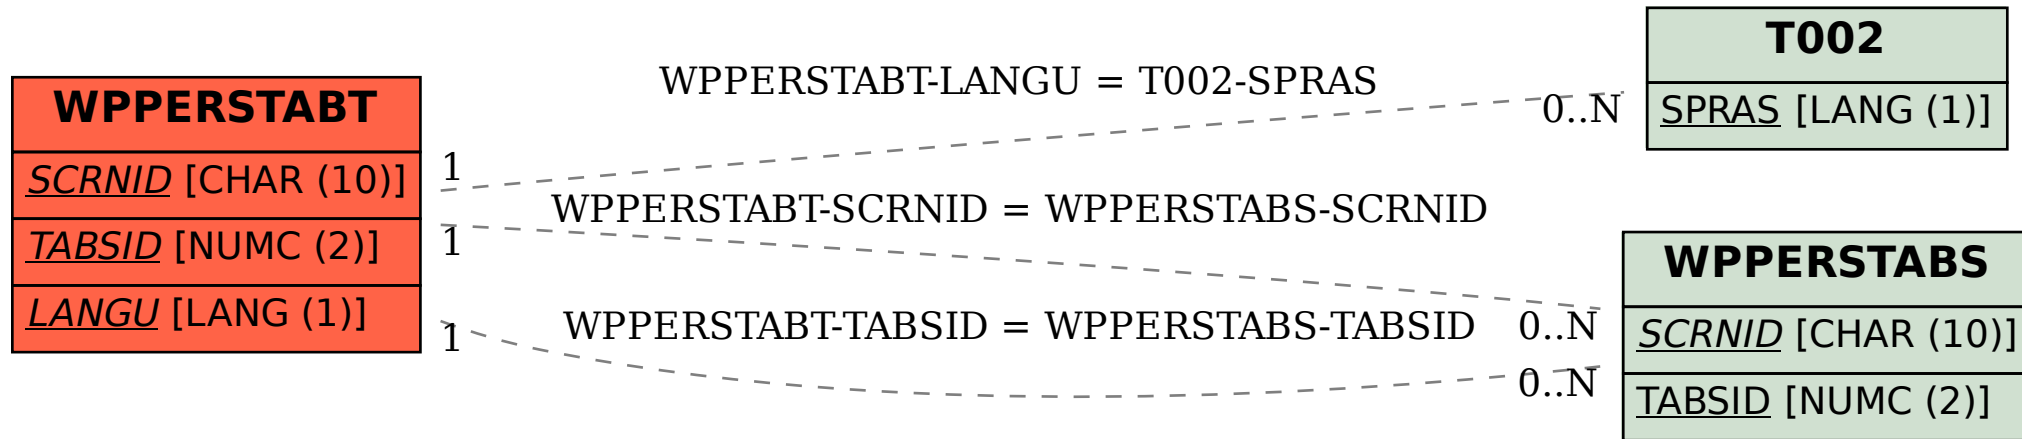 WPPERSTABT
SCRNID [CHAR (10)]
TABSID [NUMC (2)]
LANGU [LANG (1)]
WPPERSTABT-LANGU = T002-SPRAS
1
0..N
WPPERSTABT-SCRNID = WPPERSTABS-SCRNID
1
0..N
WPPERSTABT-TABSID = WPPERSTABS-TABSID
1
0..N
T002
SPRAS [LANG (1)]
WPPERSTABS
SCRNID [CHAR (10)]
TABSID [NUMC (2)]